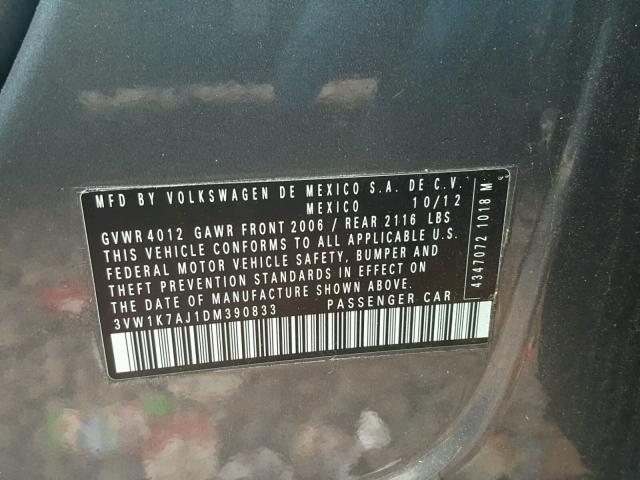 MFD BY VOLKSWAGEN DE MEXICO S.A. DE C.V.
MEXICO 10/12
GVWR 4012 GAWR FRONT 2006 / REAR 2116 LBS
THIS VEHICLE CONFORMS TO ALL APPLICABLE U.S.
FEDERAL MOTOR VEHICLE SAFETY, BUMPER AND
THEFT PREVENTION STANDARDS IN EFFECT ON
THE DATE OF MANUFACTURE SHOWN ABOVE.
3VW1K7AJ1DM390833 PASSENGER CAR
4347072 1018 M